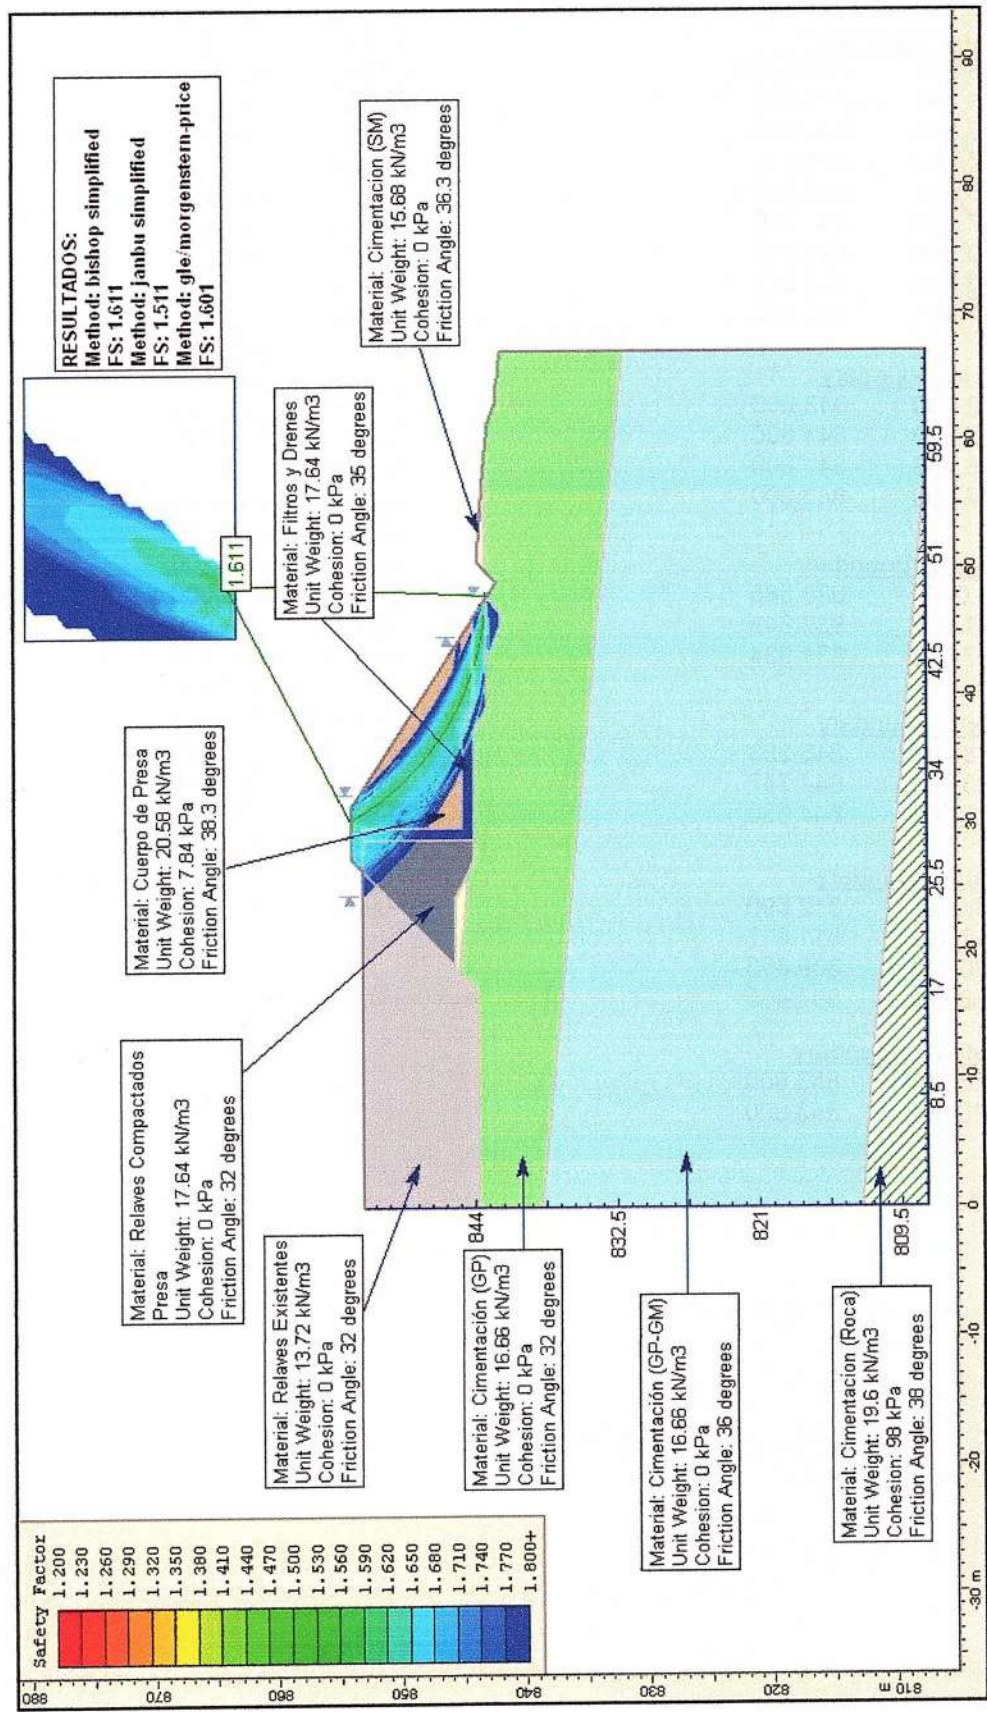 Safety Factor
1.200
1.230
1.260
1.290
1.320
1.350
1.380
1.410
1.440
1.470
1.500
1.530
1.560
1.590
1.620
1.650
1.680
1.710
1.740
1.770
1.800+
RESULTADOS:
Method: bishop simplified
FS: 1.611
Method: janbu simplified
FS: 1.511
Method: gle/morgenstern-price
FS: 1.601
1.611
Material: Cuerpo de Presa
Unit Weight: 20.58 kN/m3
Cohesion: 7.84 kPa
Friction Angle: 38.3 degrees
Material: Filtros y Drenes
Unit Weight: 17.64 kN/m3
Cohesion: 0 kPa
Friction Angle: 35 degrees
Material: Cimentacion (SM)
Unit Weight: 15.68 kN/m3
Cohesion: 0 kPa
Friction Angle: 36.3 degrees
Material: Relaves Compactados
Presa
Unit Weight: 17.64 kN/m3
Cohesion: 0 kPa
Friction Angle: 32 degrees
Material: Relaves Existentes
Unit Weight: 13.72 kN/m3
Cohesion: 0 kPa
Friction Angle: 32 degrees
Material: Cimentación (GP)
Unit Weight: 16.66 kN/m3
Cohesion: 0 kPa
Friction Angle: 32 degrees
Material: Cimentación (GP-GM)
Unit Weight: 16.66 kN/m3
Cohesion: 0 kPa
Friction Angle: 36 degrees
Material: Cimentacion (Roca)
Unit Weight: 19.6 kN/m3
Cohesion: 98 kPa
Friction Angle: 38 degrees
844
832.5
821
809.5
8.5
17
25.5
34
42.5
51
59.5
880
870
860
850
840
830
820
810
m
-30 m
-20
-10
0
10
20
30
40
50
60
70
80
90